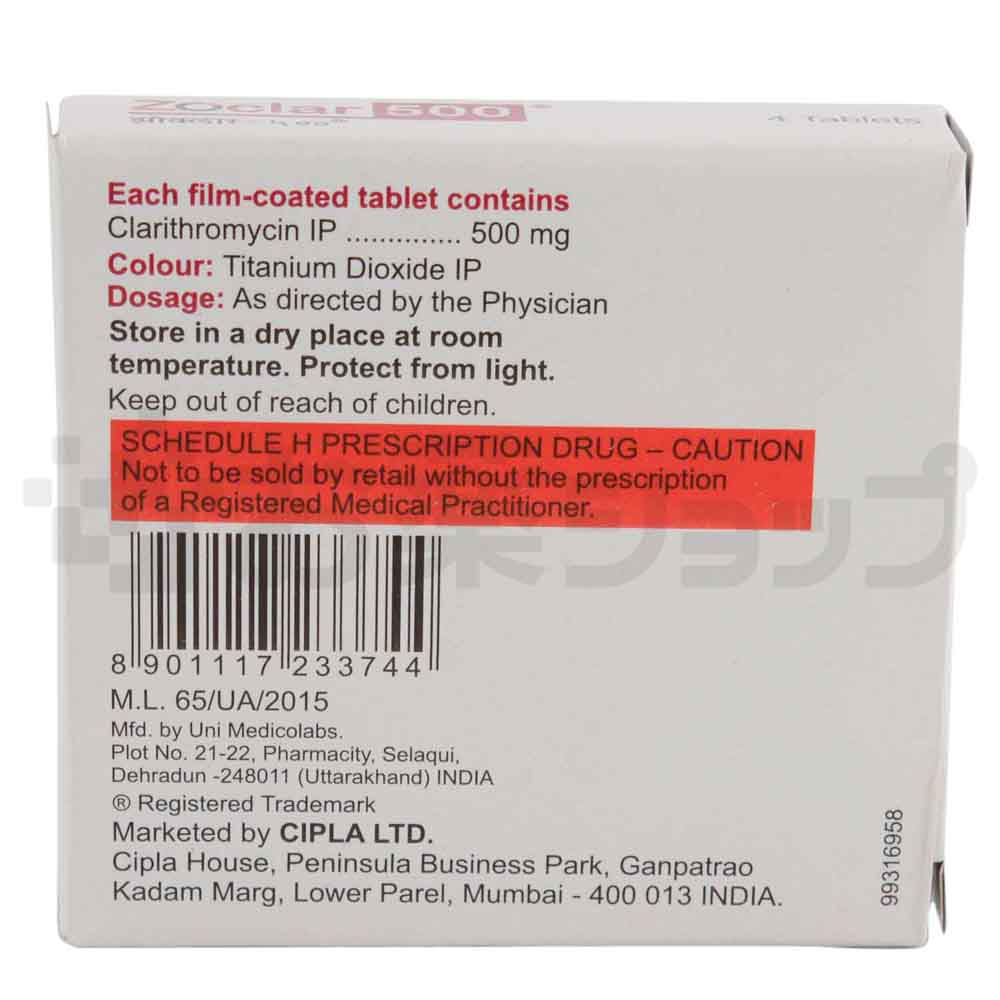 Zoclar 500®
4 Tablets
Each film-coated tablet contains
Clarithromycin IP .............. 500 mg
Colour: Titanium Dioxide IP
Dosage: As directed by the Physician
Store in a dry place at room
temperature. Protect from light.
Keep out of reach of children.
SCHEDULE H PRESCRIPTION DRUG – CAUTION
Not to be sold by retail without the prescription
of a Registered Medical Practitioner.
ショップ
8 901117 233744
M.L. 65/UA/2015
Mfd. by Uni Medicolabs.
Plot No. 21-22, Pharmacity, Selaqui,
Dehradun -248011 (Uttarakhand) INDIA
® Registered Trademark
Marketed by CIPLA LTD.
Cipla House, Peninsula Business Park, Ganpatrao
Kadam Marg, Lower Parel, Mumbai - 400 013 INDIA.
99316958